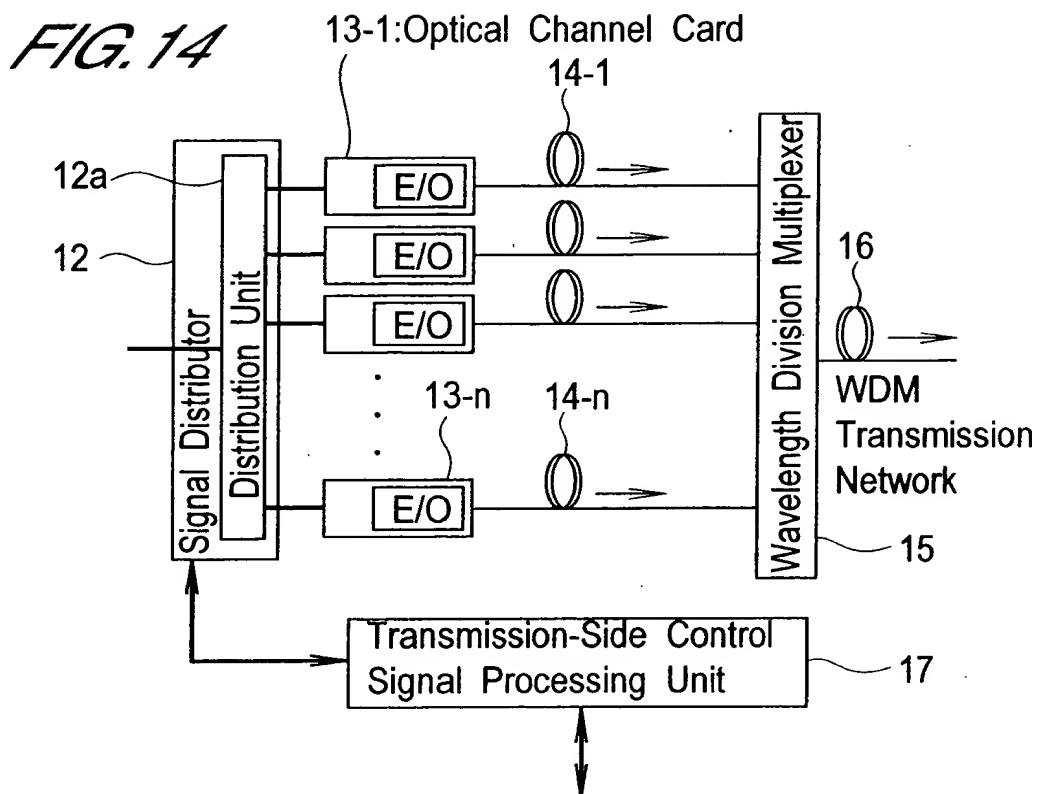 FIG. 14
13-1:Optical Channel Card
14-1
12a
E/O
12
E/O
E/O
Signal Distributor
Distribution Unit
Wavelength Division Multiplexer
16
13-n
14-n
E/O
WDM
Transmission
Network
15
Transmission-Side Control
Signal Processing Unit
17